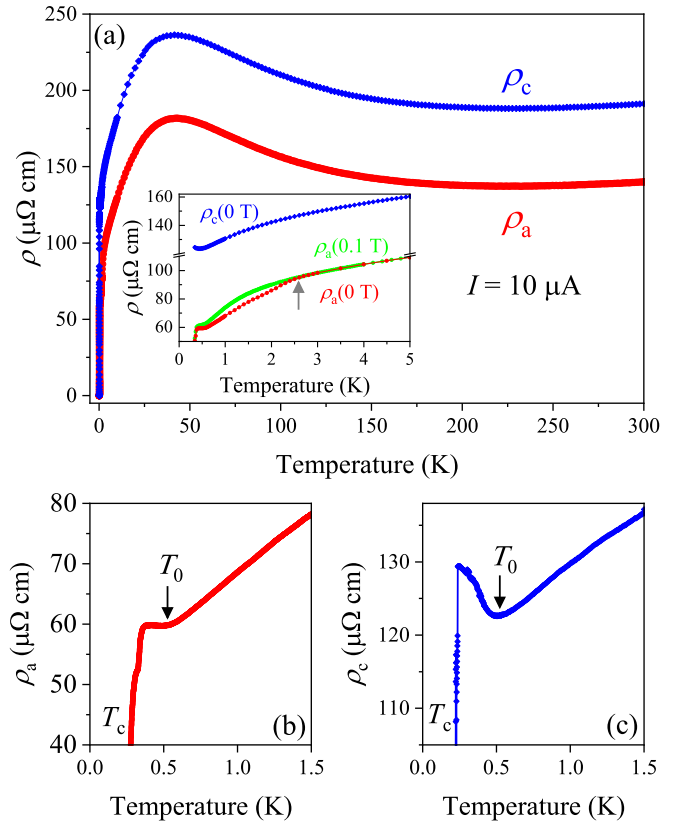 (a)
250
200
150
100
50
0
ρ (μΩ cm)
ρc
ρa
I = 10 μA
0 50 100 150 200 250 300
Temperature (K)
160
140
100
80
60
ρ (μΩ cm)
ρc(0 T)
ρa(0.1 T)
ρa(0 T)
0 1 2 3 4 5
Temperature (K)
80
70
60
50
40
ρa (μΩ cm)
T0
Tc
(b)
0.0 0.5 1.0 1.5
Temperature (K)
130
120
110
ρc (μΩ cm)
T0
Tc
(c)
0.0 0.5 1.0 1.5
Temperature (K)